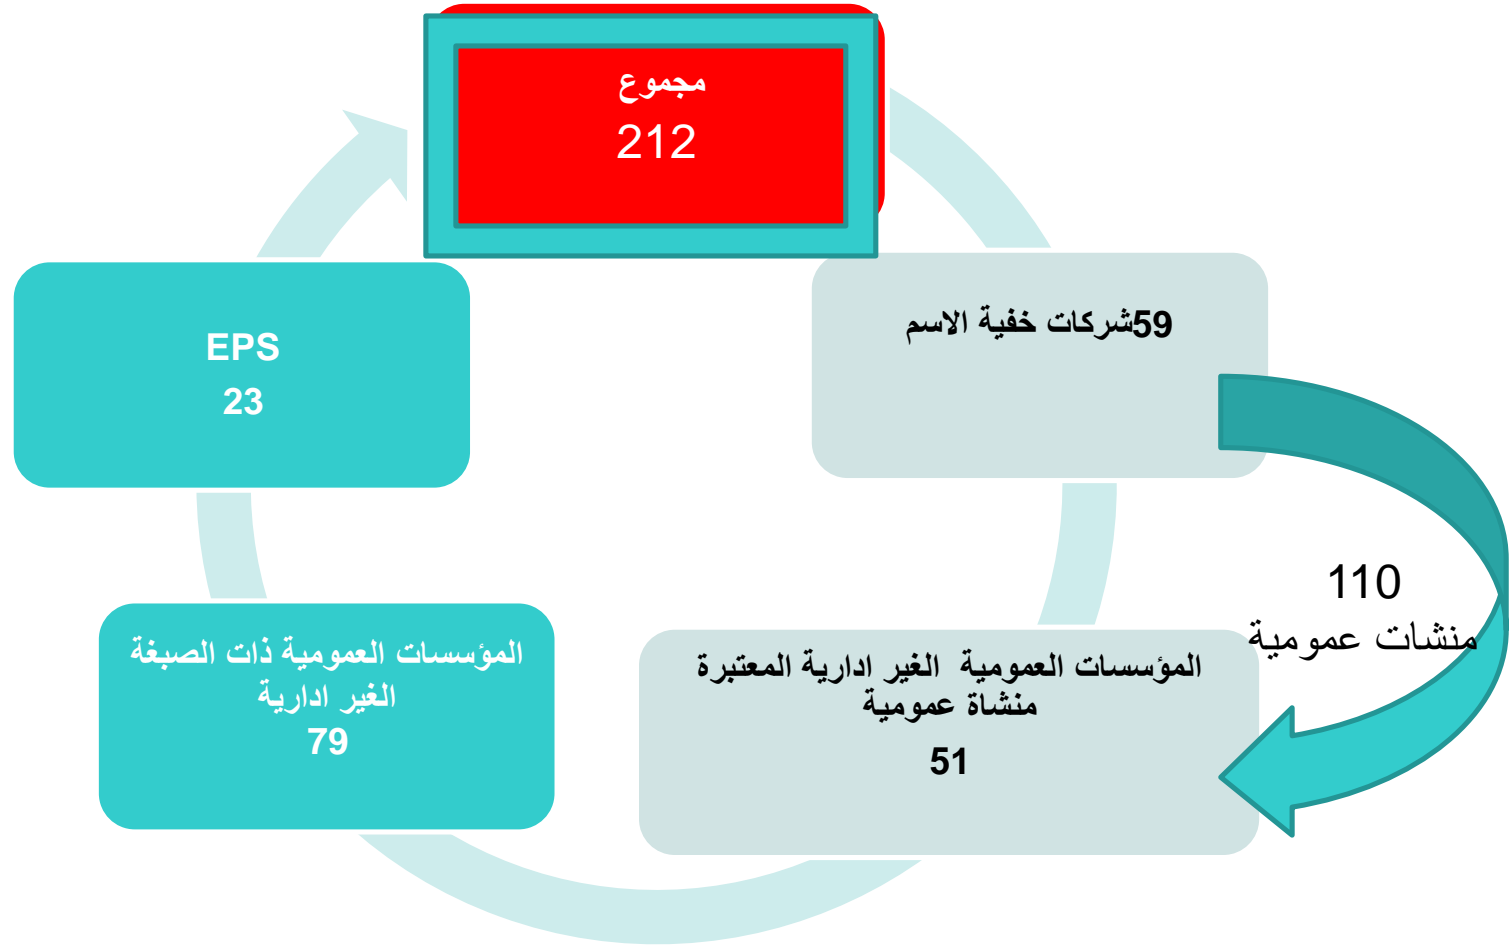 مجموع
212
59شركات خفية الاسم
110
منشات عمومية
المؤسسات العمومية الغير ادارية المعتبرة
منشاة عمومية
51
المؤسسات العمومية ذات الصبغة
الغير ادارية
79
EPS
23